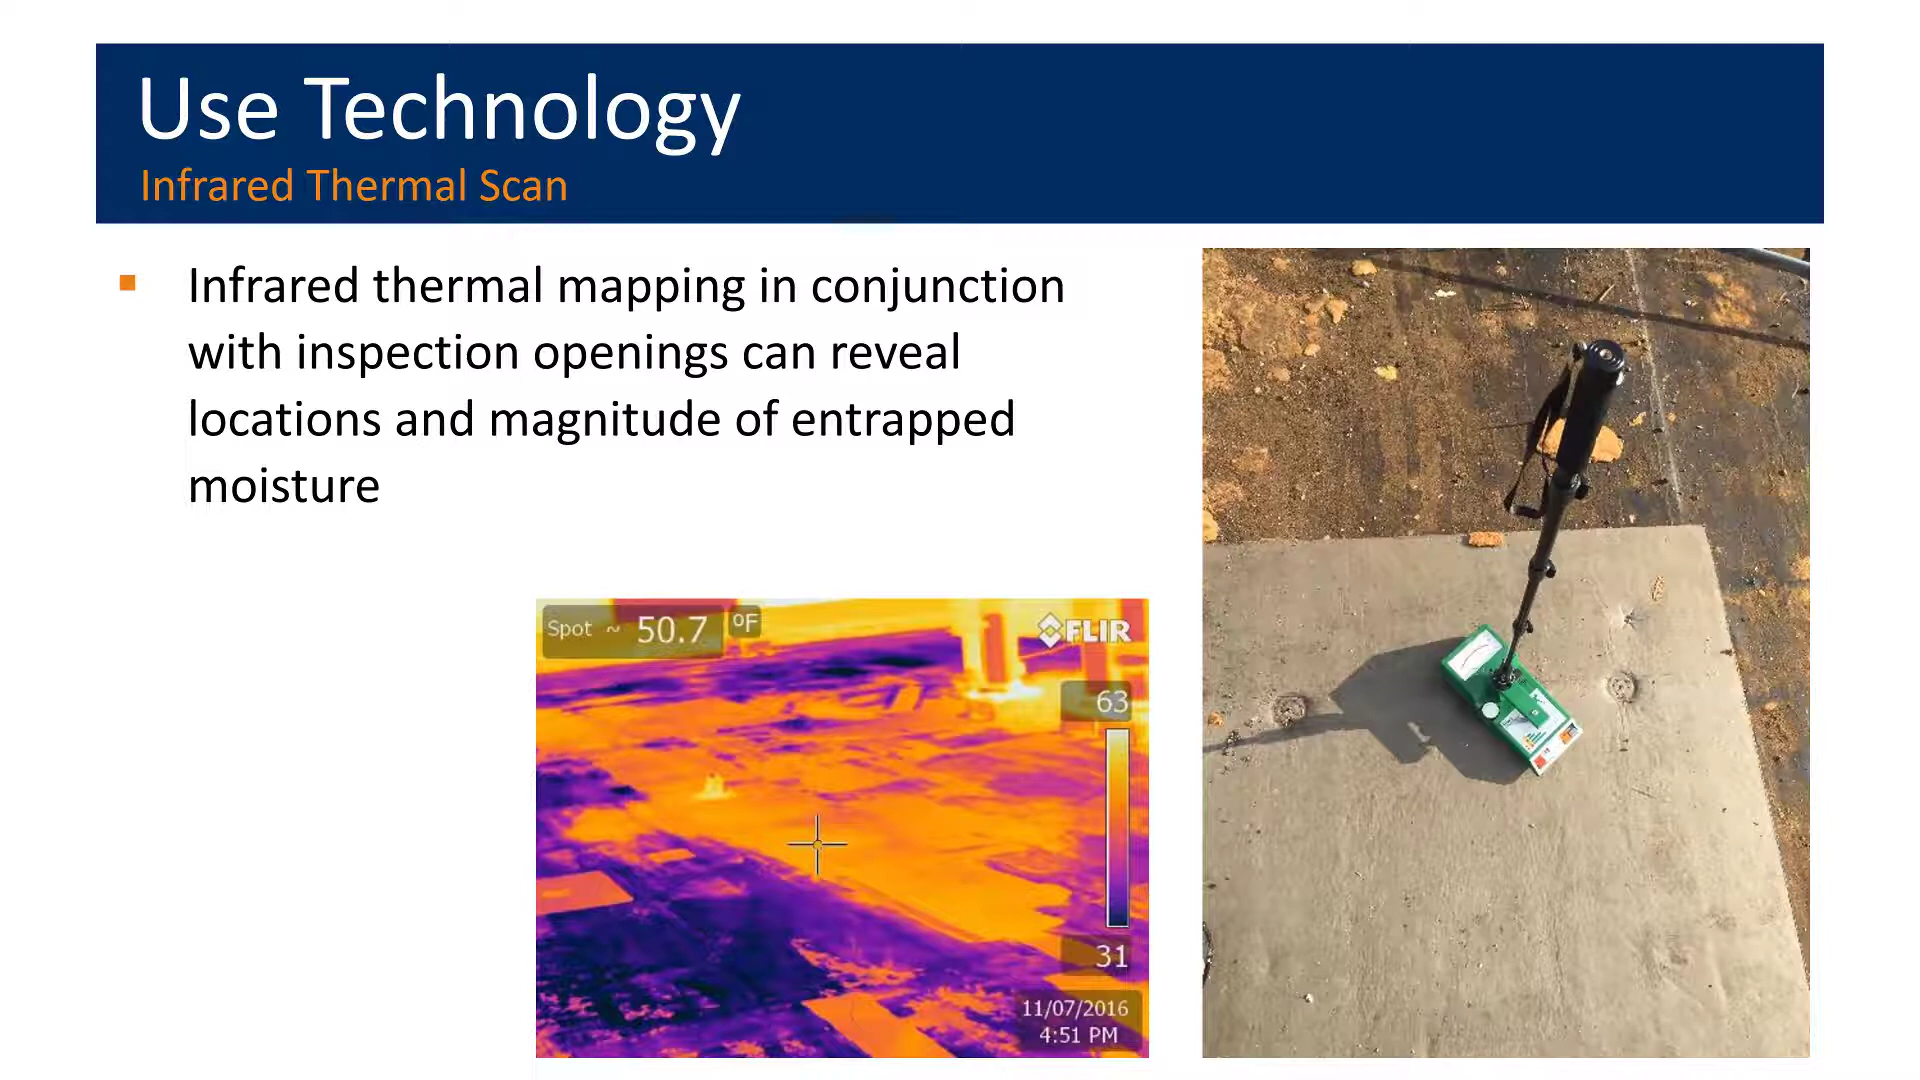 Use Technology
Infrared Thermal Scan
Infrared thermal mapping in conjunction
with inspection openings can reveal
locations and magnitude of entrapped
moisture
Spot ~ 50.7 °F
FLIR
63
31
11/07/2016
4:51 PM